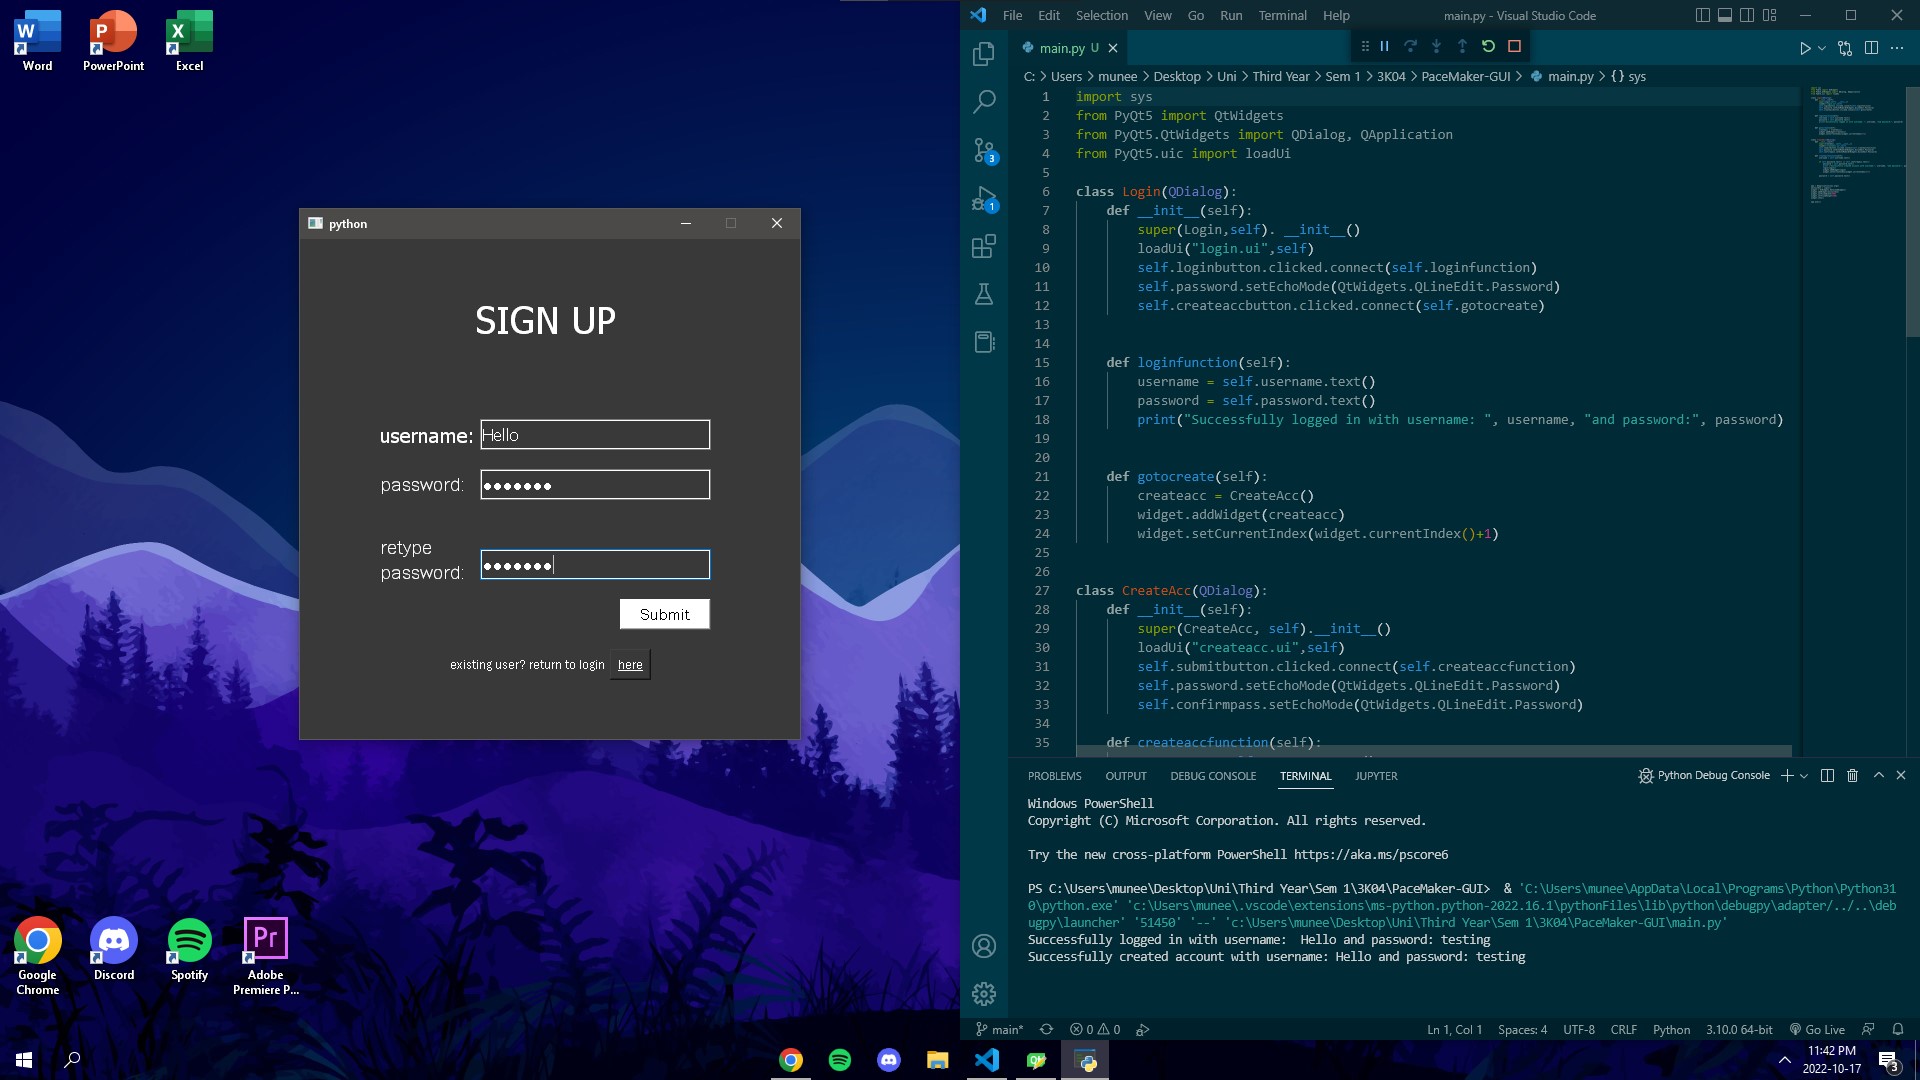 Word
PowerPoint
Excel
python
SIGN UP
username: Hello
password:
retype
password:
Submit
existing user? return to login here
Google
Chrome
Discord
Spotify
Adobe
Premiere P...
File Edit Selection View Go Run Terminal Help
main.py - Visual Studio Code
main.py U
C: > Users > munee > Desktop > Uni > Third Year > Sem 1 > 3K04 > PaceMaker-GUI > main.py > {} sys
1 import sys
2 from PyQt5 import QtWidgets
3 from PyQt5.QtWidgets import QDialog, QApplication
4 from PyQt5.uic import loadUi
5
6 class Login(QDialog):
7 def __init__(self):
8 super(Login,self). __init__()
9 loadUi("login.ui",self)
10 self.loginbutton.clicked.connect(self.loginfunction)
11 self.password.setEchoMode(QtWidgets.QLineEdit.Password)
12 self.createaccbutton.clicked.connect(self.gotocreate)
13
14
15 def loginfunction(self):
16 username = self.username.text()
17 password = self.password.text()
18 print("Successfully logged in with username: ", username, "and password:", password)
19
20
21 def gotocreate(self):
22 createacc = CreateAcc()
23 widget.addWidget(createacc)
24 widget.setCurrentIndex(widget.currentIndex()+1)
25
26
27 class CreateAcc(QDialog):
28 def __init__(self):
29 super(CreateAcc, self).__init__()
30 loadUi("createacc.ui",self)
31 self.submitbutton.clicked.connect(self.createaccfunction)
32 self.password.setEchoMode(QtWidgets.QLineEdit.Password)
33 self.confirmpass.setEchoMode(QtWidgets.QLineEdit.Password)
34
35 def createaccfunction(self):
3
1
PROBLEMS OUTPUT DEBUG CONSOLE TERMINAL JUPYTER
Python Debug Console
Windows PowerShell
Copyright (C) Microsoft Corporation. All rights reserved.
Try the new cross-platform PowerShell https://aka.ms/pscore6
PS C:\Users\munee\Desktop\Uni\Third Year\Sem 1\3K04\PaceMaker-GUI> & 'C:\Users\munee\AppData\Local\Programs\Python\Python31
0\python.exe' 'c:\Users\munee\.vscode\extensions\ms-python.python-2022.16.1\pythonFiles\lib\python\debugpy\adapter/../..\deb
ugpy\launcher' '51450' '--' 'c:\Users\munee\Desktop\Uni\Third Year\Sem 1\3K04\PaceMaker-GUI\main.py'
Successfully logged in with username:  Hello and password: testing
Successfully created account with username: Hello and password: testing
main* 0 0
Ln 1, Col 1 Spaces: 4 UTF-8 CRLF Python 3.10.0 64-bit Go Live
11:42 PM
2022-10-17
3